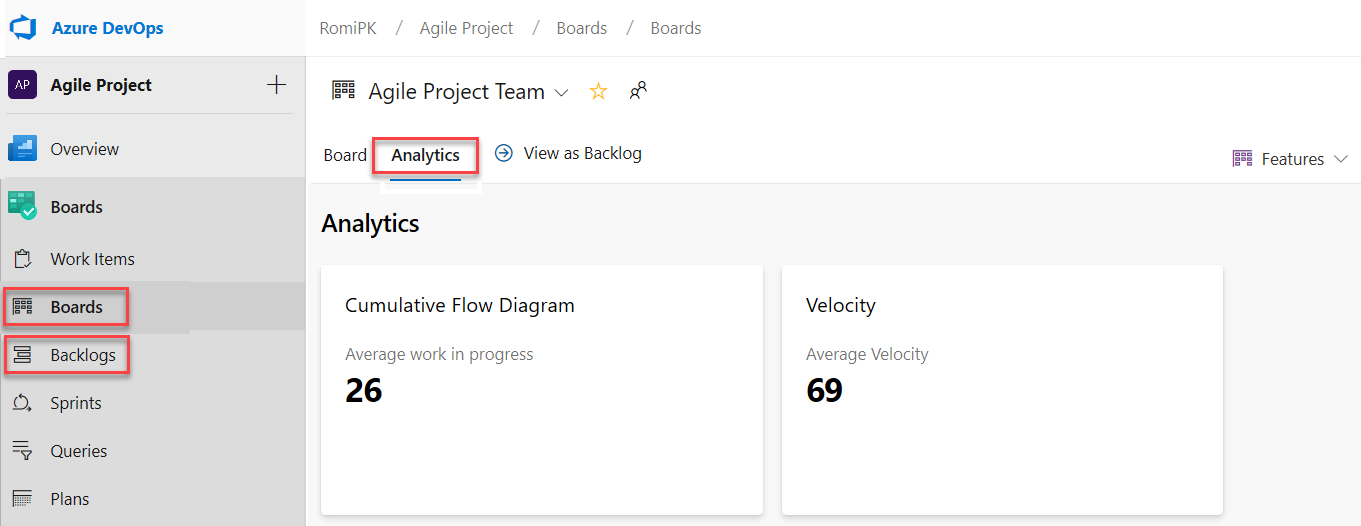 Azure DevOps
RomiPK / Agile Project / Boards / Boards
AP Agile Project
Agile Project Team
Overview
Board Analytics View as Backlog Features
Boards
Analytics
Work Items
Boards
Backlogs
Sprints
Queries
Plans
Cumulative Flow Diagram
Average work in progress
26
Velocity
Average Velocity
69